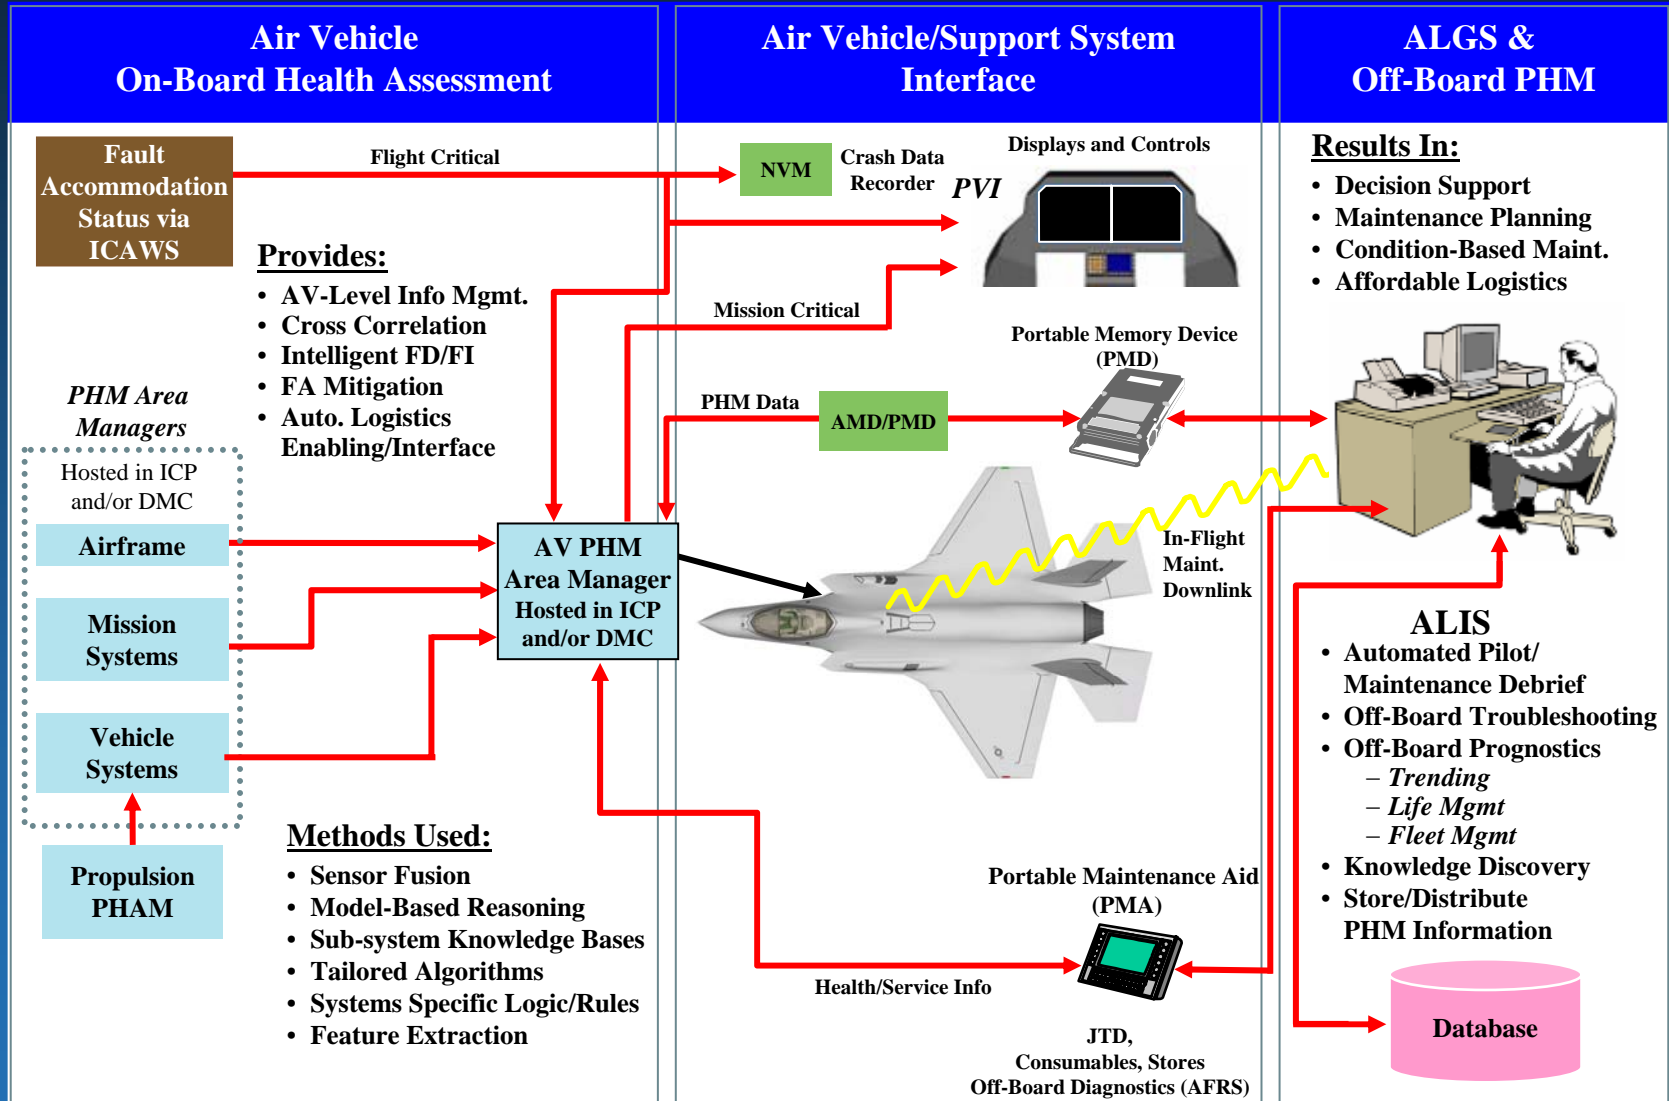 Air Vehicle
On-Board Health Assessment
Air Vehicle/Support System
Interface
ALGS &
Off-Board PHM
Fault
Accommodation
Status via
ICAWS
Flight Critical
Provides:
• AV-Level Info Mgmt.
• Cross Correlation
• Intelligent FD/FI
• FA Mitigation
• Auto. Logistics
Enabling/Interface
PHM Area
Managers
Hosted in ICP
and/or DMC
Airframe
Mission
Systems
Vehicle
Systems
Propulsion
PHAM
Methods Used:
• Sensor Fusion
• Model-Based Reasoning
• Sub-system Knowledge Bases
• Tailored Algorithms
• Systems Specific Logic/Rules
• Feature Extraction
AV PHM
Area Manager
Hosted in ICP
and/or DMC
NVM
Crash Data
Recorder
PVI
Displays and Controls
Mission Critical
Portable Memory Device
(PMD)
PHM Data
AMD/PMD
In-Flight
Maint.
Downlink
Portable Maintenance Aid
(PMA)
Health/Service Info
JTD,
Consumables, Stores
Off-Board Diagnostics (AFRS)
Results In:
• Decision Support
• Maintenance Planning
• Condition-Based Maint.
• Affordable Logistics
ALIS
• Automated Pilot/
Maintenance Debrief
• Off-Board Troubleshooting
• Off-Board Prognostics
– Trending
– Life Mgmt
– Fleet Mgmt
• Knowledge Discovery
• Store/Distribute
PHM Information
Database